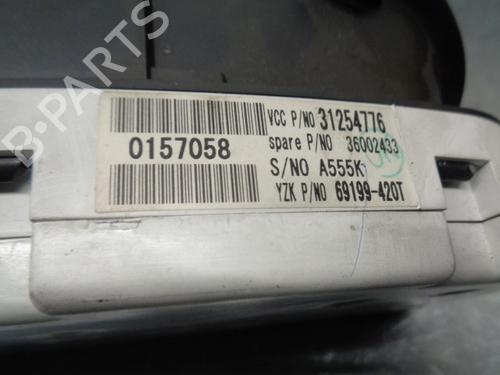 VCC P/NO 31254776
0157058
spare P/NO 36002433
S/NO A555K
YZK P/NO 69199-420T
B-PARTS